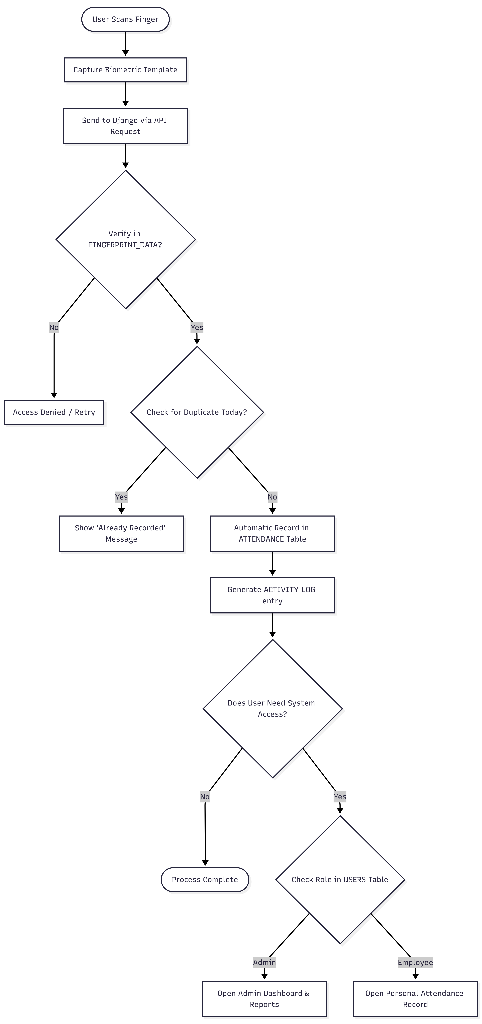 User Scans Finger
Capture Biometric Template
Send to Django via API
Request
Verify in
FINGERPRINT_DATA?
No
Yes
Access Denied / Retry
Check for Duplicate Today?
Yes
No
Show 'Already Recorded'
Message
Automatic Record in
ATTENDANCE Table
Generate ACTIVITY_LOG
entry
Does User Need System
Access?
No
Yes
Process Complete
Check Role in USERS Table
Admin
Employee
Open Admin Dashboard &
Reports
Open Personal Attendance
Record